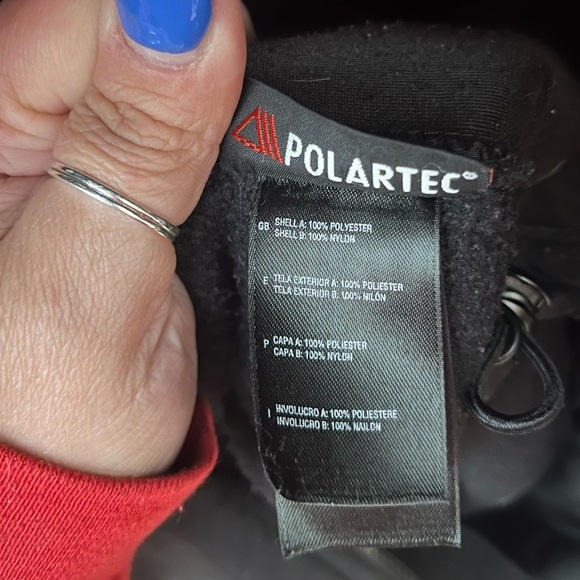 POLARTEC®
GB SHELL A: 100% POLYESTER
SHELL B: 100% NYLON
E TELA EXTERIOR A: 100% POLIESTER
TELA EXTERIOR B: 100% NILÓN
P CAPA A: 100% POLIESTER
CAPA B: 100% NYLON
I INVOLUCRO A: 100% POLIESTERE
INVOLUCRO B: 100% NAILON